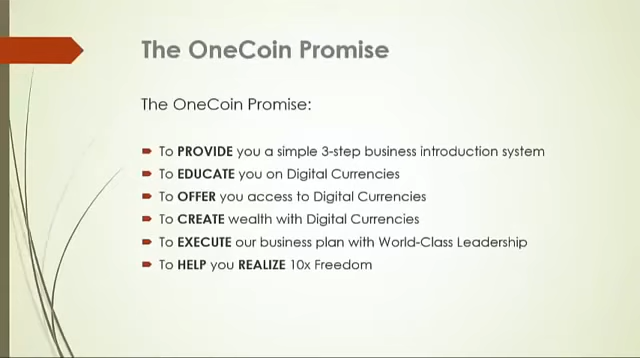 The OneCoin Promise
The OneCoin Promise:
To PROVIDE you a simple 3-step business introduction system
To EDUCATE you on Digital Currencies
To OFFER you access to Digital Currencies
To CREATE wealth with Digital Currencies
To EXECUTE our business plan with World-Class Leadership
To HELP you REALIZE 10x Freedom